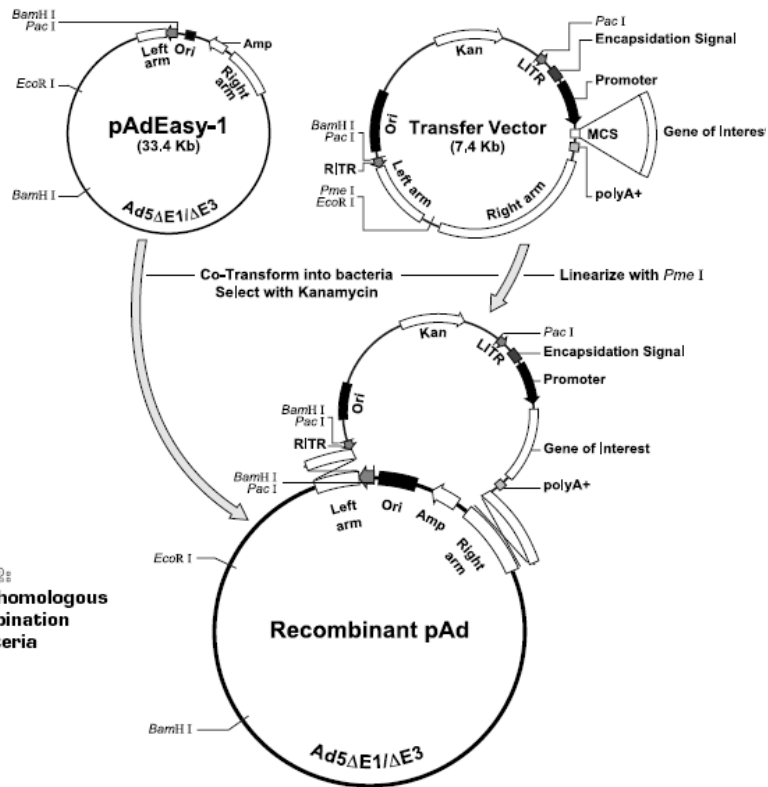 BamH I
Pac I
Left arm
Ori
Amp
Right arm
EcoR I
pAdEasy-1
(33.4 Kb)
BamH I
Ad5ΔE1/ΔE3
Kan
Pac I
LITR
Encapsidation Signal
Promoter
Ori
Transfer Vector
(7.4 Kb)
BamH I
Pac I
RITR
MCS
Gene of Interest
polyA+
Left arm
Right arm
Pme I
EcoR I
Co-Transform into bacteria
Select with Kanamycin
Linearize with Pme I
Kan
Pac I
LITR
Encapsidation Signal
Promoter
Ori
BamH I
Pac I
RITR
Gene of Interest
polyA+
BamH I
Pac I
Left
arm
Ori
Amp
Right
arm
EcoR I
homologous
Recombinant pAd
BamH I
Ad5ΔE1/ΔE3